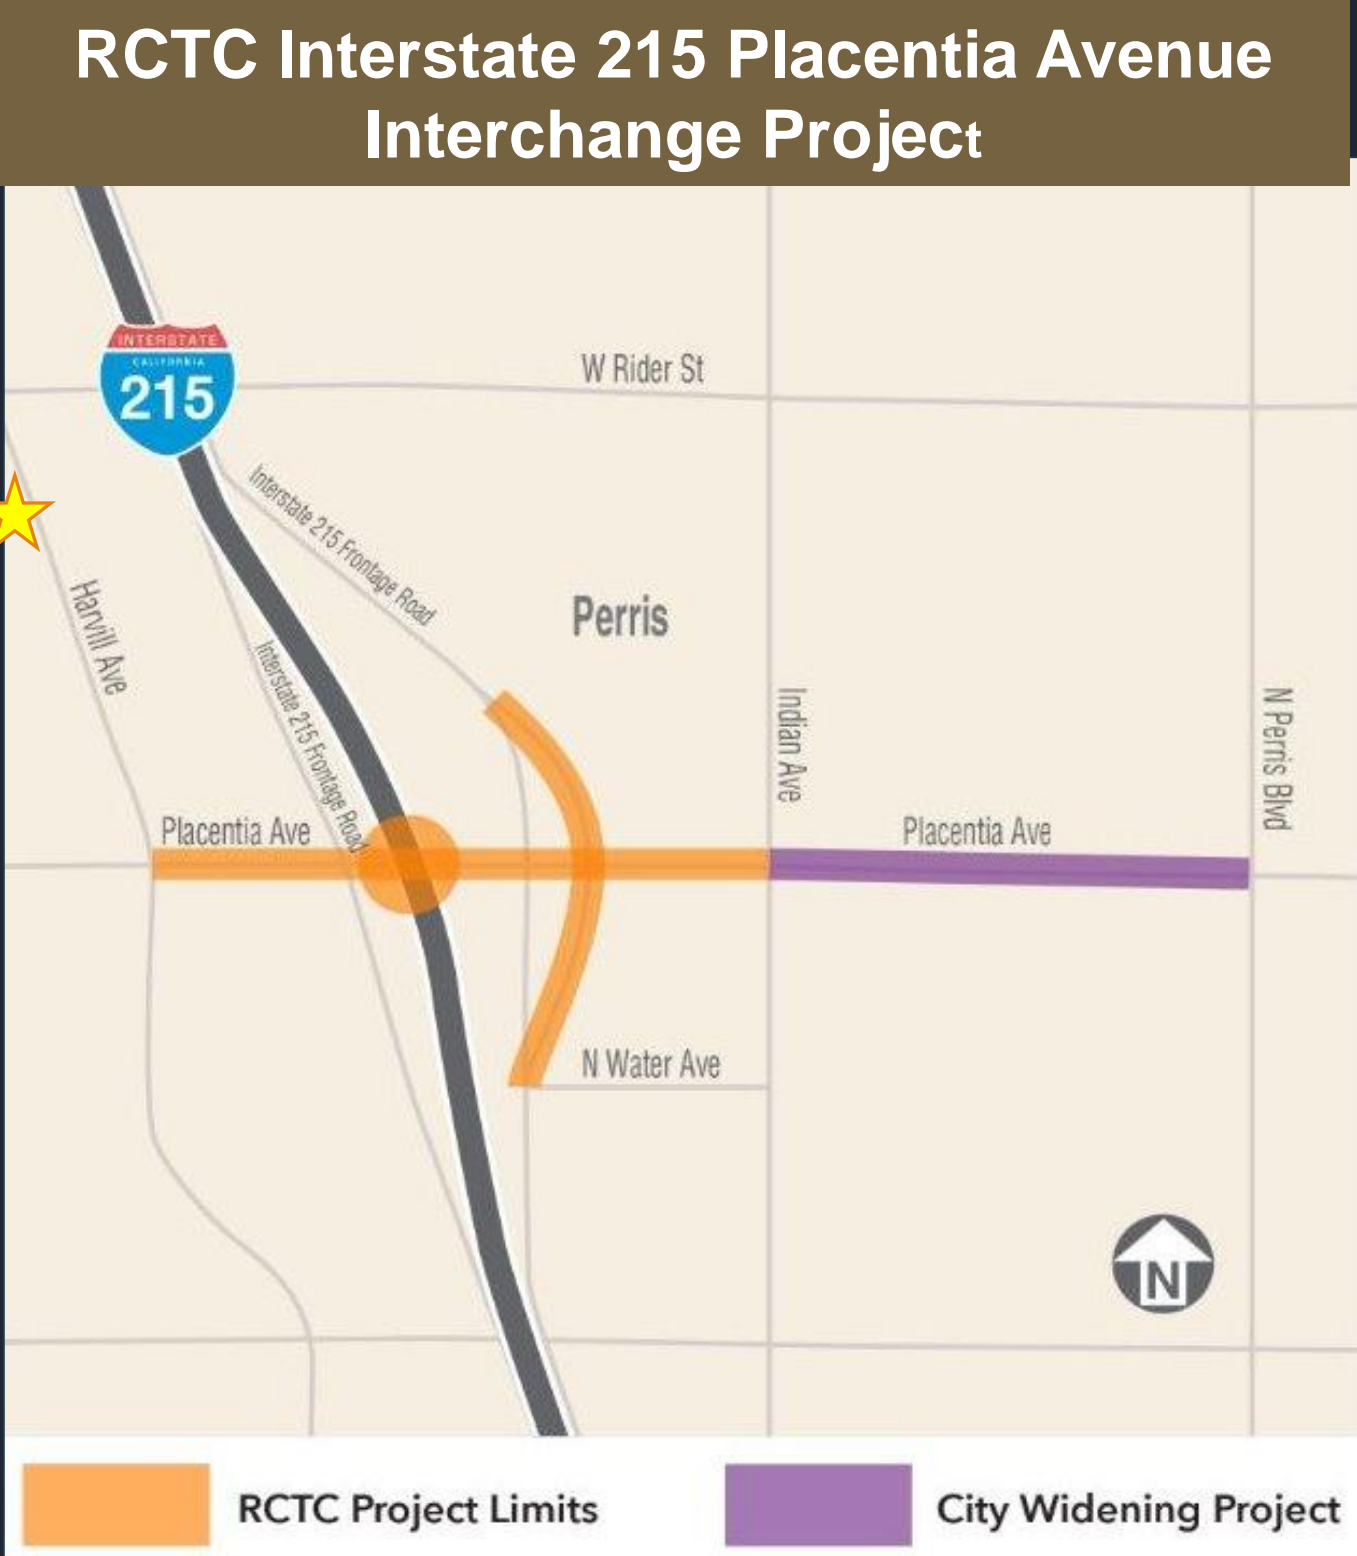 RCTC Interstate 215 Placentia Avenue
Interchange Project
INTERSTATE
CALIFORNIA
215
W Rider St
Interstate 215 Frontage Road
Harvill Ave
Perris
Interstate 215 Frontage Road
Indian Ave
N Perris Blvd
Placentia Ave
Placentia Ave
N Water Ave
N
RCTC Project Limits
City Widening Project